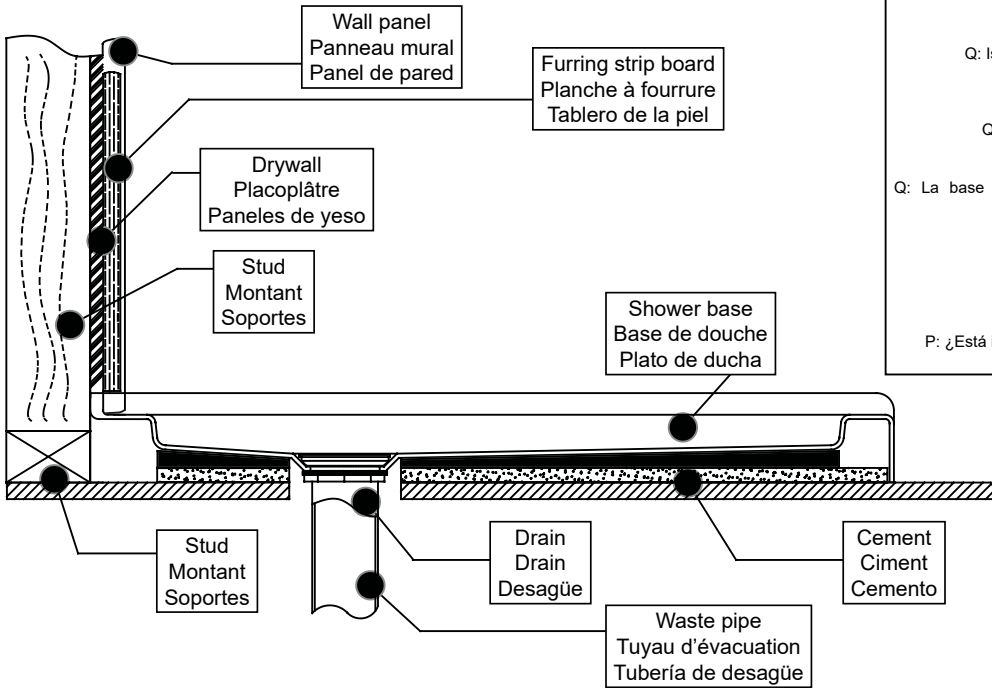 Wall panel
Panneau mural
Panel de pared
Furring strip board
Planche à fourrure
Tablero de la piel
Drywall
Placoplâtre
Paneles de yeso
Stud
Montant
Soportes
Shower base
Base de douche
Plato de ducha
Stud
Montant
Soportes
Drain
Drain
Desagüe
Cement
Ciment
Cemento
Waste pipe
Tuyau d’évacuation
Tubería de desagüe
Q:
Q
Q: La base
P: ¿Está